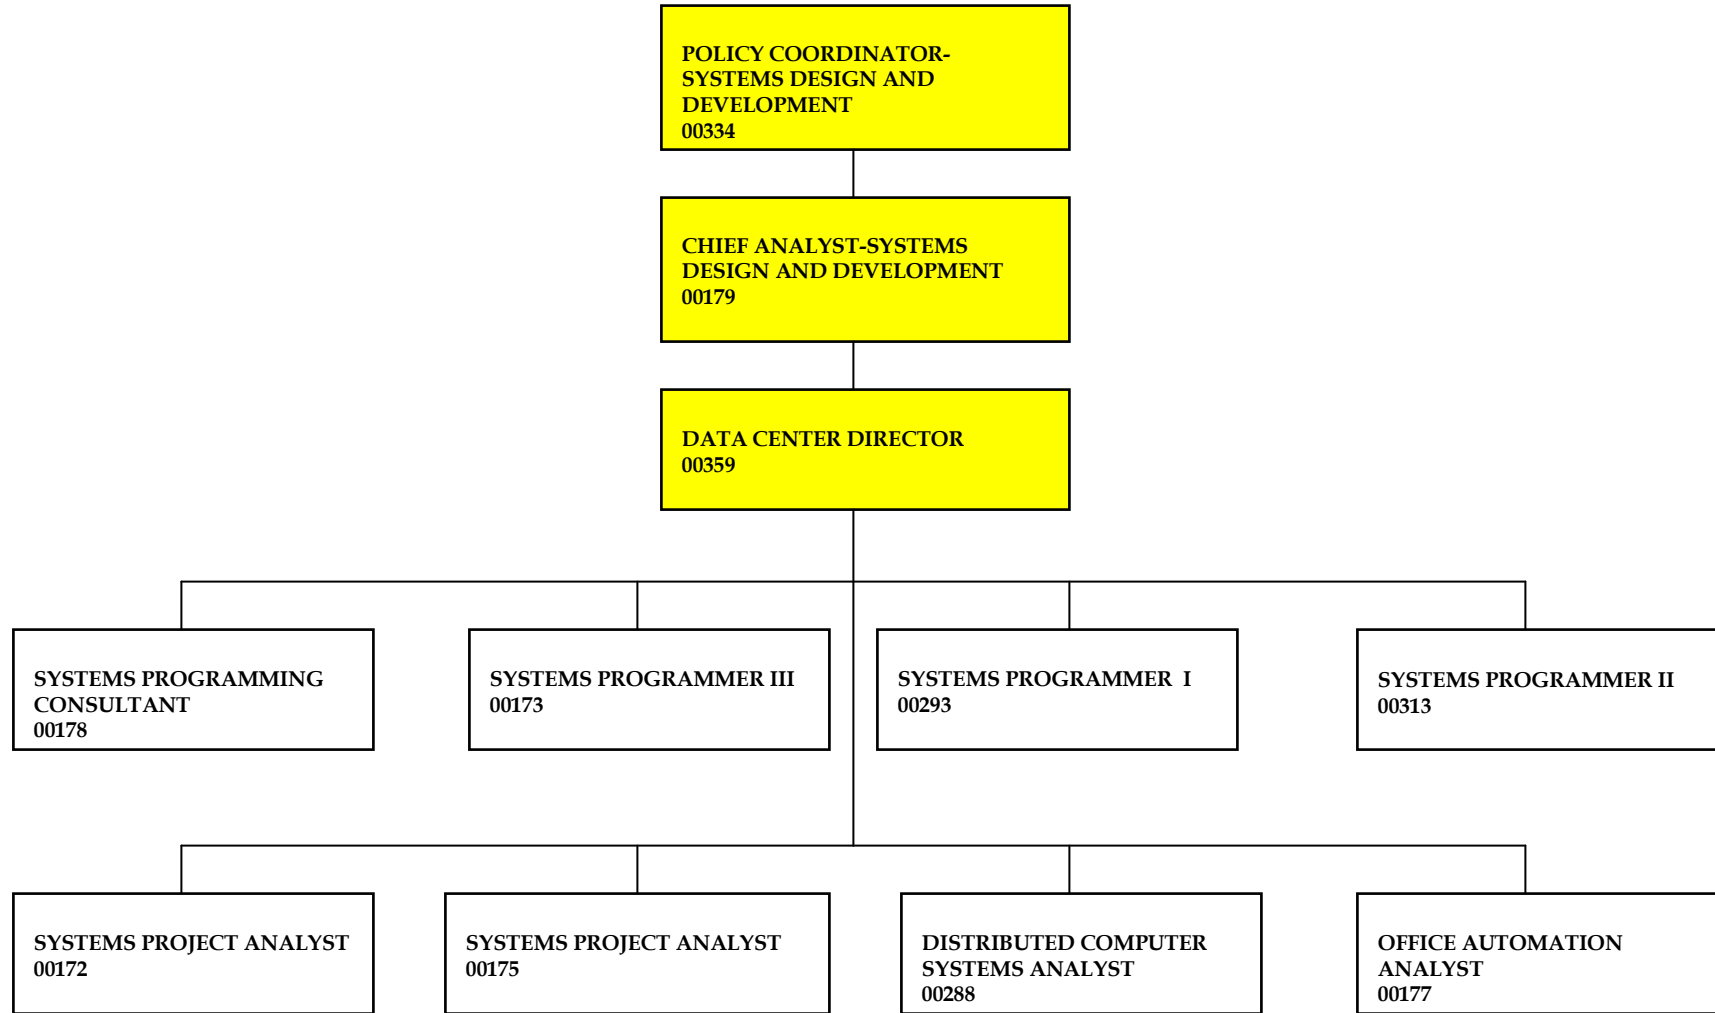 POLICY COORDINATOR-
SYSTEMS DESIGN AND
DEVELOPMENT
00334
CHIEF ANALYST-SYSTEMS
DESIGN AND DEVELOPMENT
00179
DATA CENTER DIRECTOR
00359
SYSTEMS PROGRAMMING
CONSULTANT
00178
SYSTEMS PROGRAMMER III
00173
SYSTEMS PROGRAMMER  I
00293
SYSTEMS PROGRAMMER II
00313
SYSTEMS PROJECT ANALYST
00172
SYSTEMS PROJECT ANALYST
00175
DISTRIBUTED COMPUTER
SYSTEMS ANALYST
00288
OFFICE AUTOMATION
ANALYST
00177